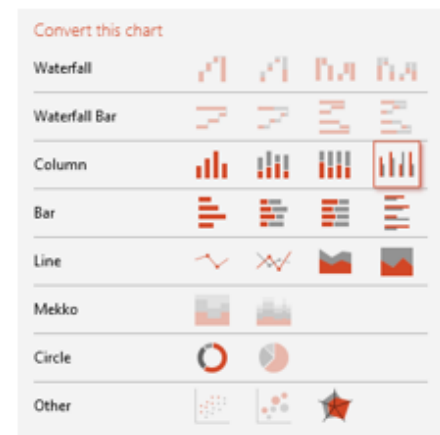 Convert this chart
Waterfall
Waterfall Bar
Column
Bar
Line
Mekko
Circle
Other